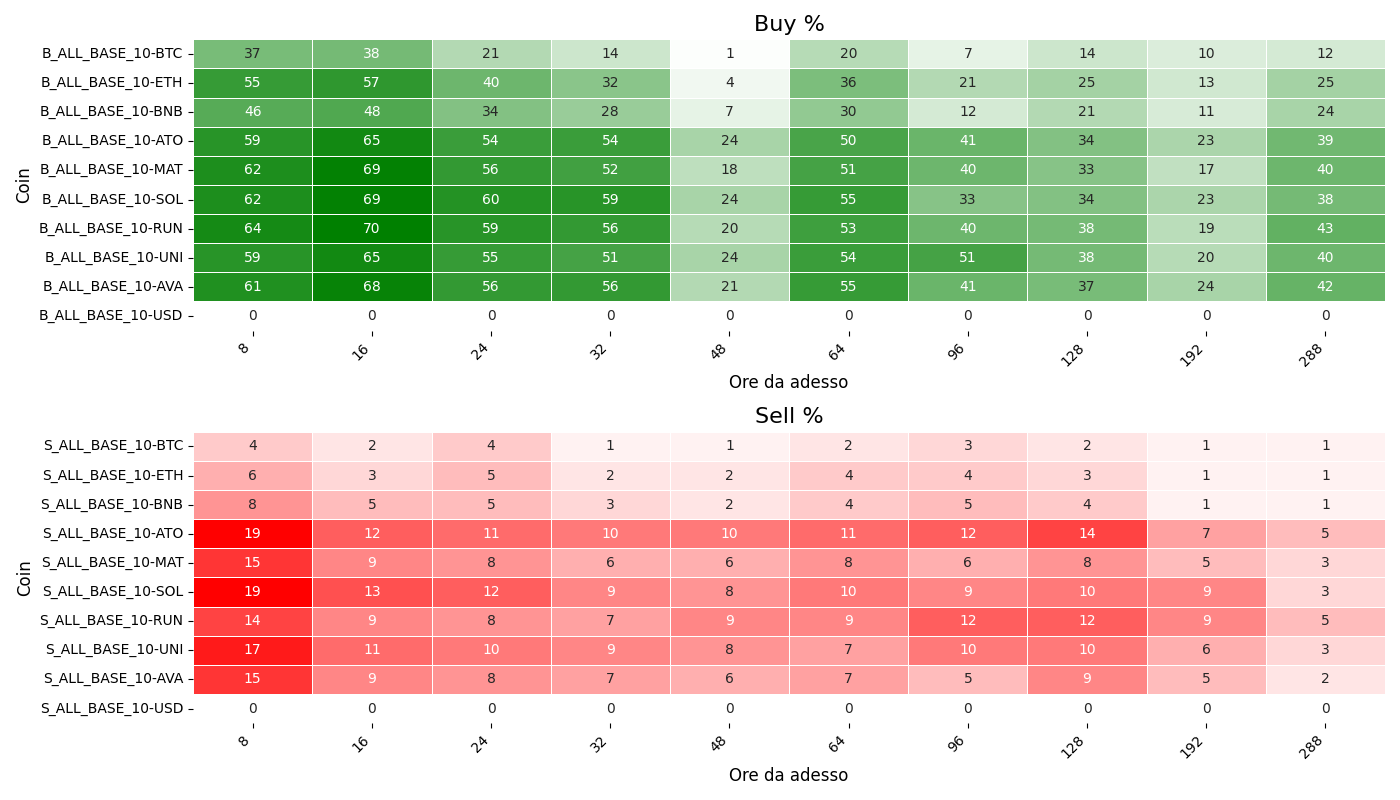 Buy %
Coin
B_ALL_BASE_10-BTC 37 38 21 14 1 20 7 14 10 12
B_ALL_BASE_10-ETH 55 57 40 32 4 36 21 25 13 25
B_ALL_BASE_10-BNB 46 48 34 28 7 30 12 21 11 24
B_ALL_BASE_10-ATO 59 65 54 54 24 50 41 34 23 39
B_ALL_BASE_10-MAT 62 69 56 52 18 51 40 33 17 40
B_ALL_BASE_10-SOL 62 69 60 59 24 55 33 34 23 38
B_ALL_BASE_10-RUN 64 70 59 56 20 53 40 38 19 43
B_ALL_BASE_10-UNI 59 65 55 51 24 54 51 38 20 40
B_ALL_BASE_10-AVA 61 68 56 56 21 55 41 37 24 42
B_ALL_BASE_10-USD 0 0 0 0 0 0 0 0 0 0
8 16 24 32 48 64 96 128 192 288
Ore da adesso
Sell %
Coin
S_ALL_BASE_10-BTC 4 2 4 1 1 2 3 2 1 1
S_ALL_BASE_10-ETH 6 3 5 2 2 4 4 3 1 1
S_ALL_BASE_10-BNB 8 5 5 3 2 4 5 4 1 1
S_ALL_BASE_10-ATO 19 12 11 10 10 11 12 14 7 5
S_ALL_BASE_10-MAT 15 9 8 6 6 8 6 8 5 3
S_ALL_BASE_10-SOL 19 13 12 9 8 10 9 10 9 3
S_ALL_BASE_10-RUN 14 9 8 7 9 9 12 12 9 5
S_ALL_BASE_10-UNI 17 11 10 9 8 7 10 10 6 3
S_ALL_BASE_10-AVA 15 9 8 7 6 7 5 9 5 2
S_ALL_BASE_10-USD 0 0 0 0 0 0 0 0 0 0
8 16 24 32 48 64 96 128 192 288
Ore da adesso